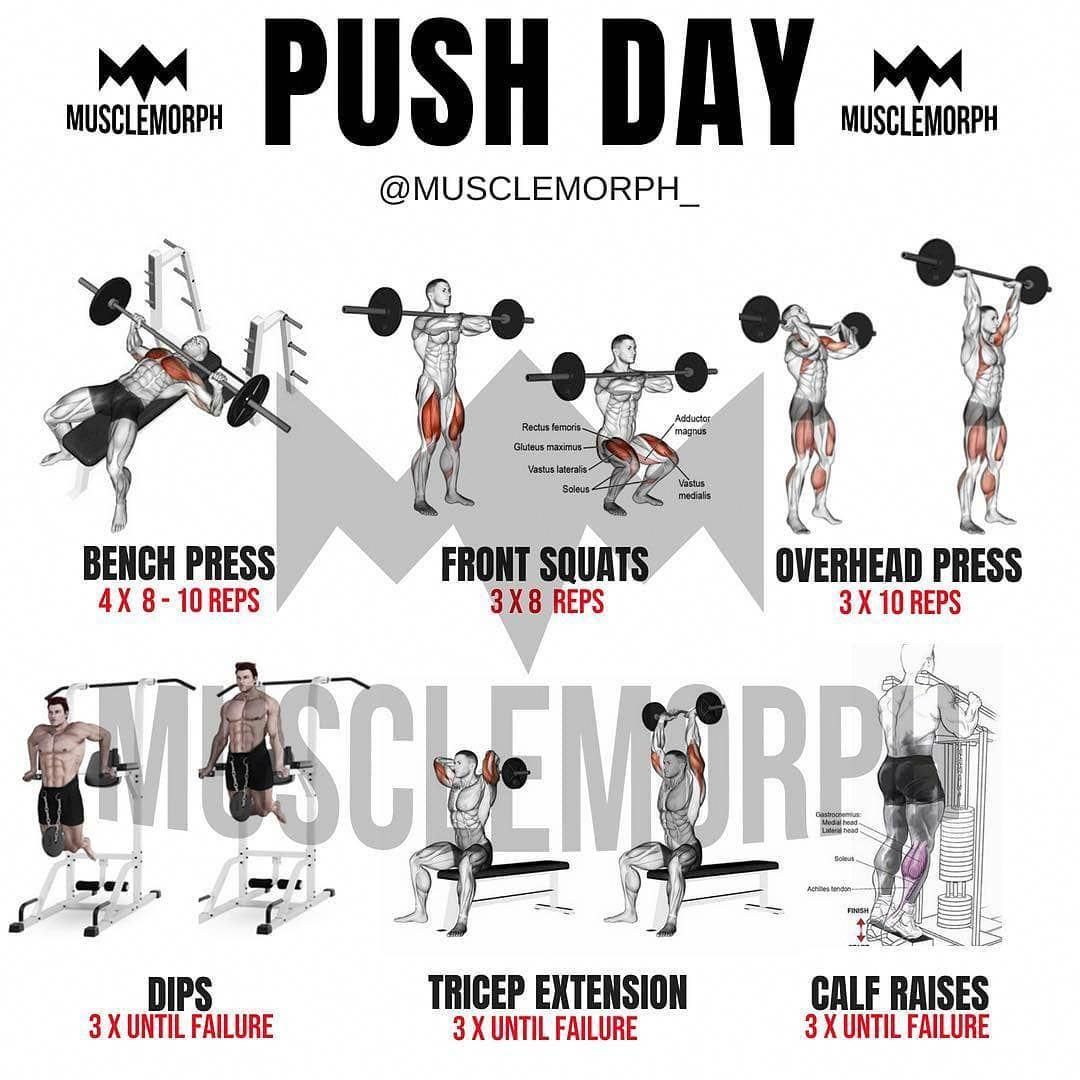 PUSH DAY
MUSCLEMORPH
MUSCLEMORPH
@MUSCLEMORPH_
Rectus femoris
Gluteus maximus
Vastus lateralis
Soleus
Adductor
magnus
Vastus
medialis
BENCH PRESS
4 X 8 - 10 REPS
FRONT SQUATS
3 X 8 REPS
OVERHEAD PRESS
3 X 10 REPS
MUSCLEMORPH
Gastrocnemius:
Medial head
Lateral head
Soleus
Achilles tendon
FINISH
DIPS
3 X UNTIL FAILURE
TRICEP EXTENSION
3 X UNTIL FAILURE
CALF RAISES
3 X UNTIL FAILURE